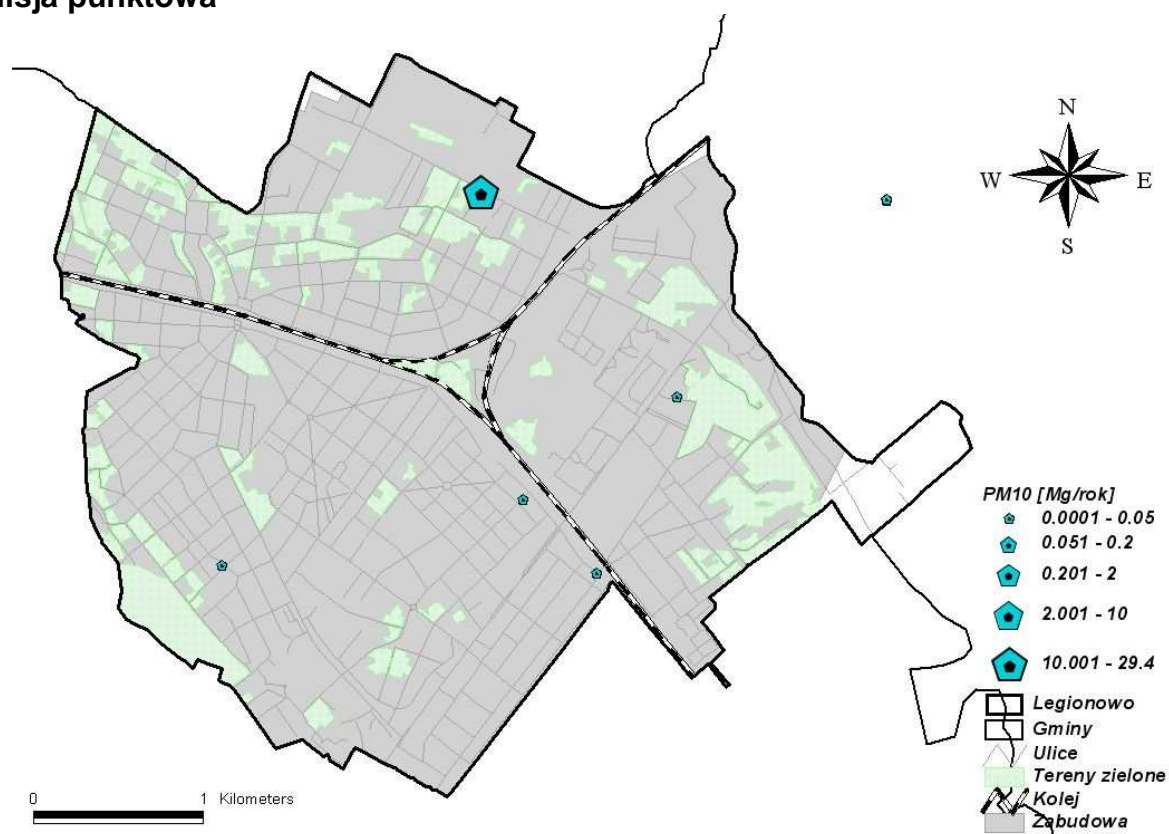 isja punktowa
N
W E
S
PM10 [Mg/rok]
0.0001 - 0.05
0.051 - 0.2
0.201 - 2
2.001 - 10
10.001 - 29.4
Legionowo
Gminy
Ulice
Tereny zielone
Kolej
Zabudowa
0 1 Kilometers